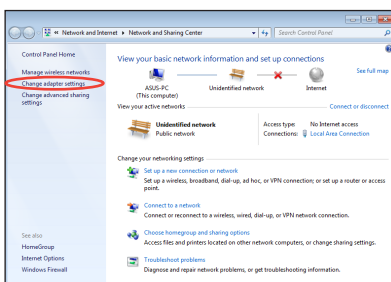 « Network and Internet ▸ Network and Sharing Center
Search Control Panel
Control Panel Home
Manage wireless networks
Change adapter settings
Change advanced sharing
settings
See also
HomeGroup
Internet Options
Windows Firewall
View your basic network information and set up connections
See full map
ASUS-PC
(This computer)
Unidentified network
Internet
View your active networks
Connect or disconnect
Unidentified network
Public network
Access type: No Internet access
Connections: Local Area Connection
Change your networking settings
Set up a new connection or network
Set up a wireless, broadband, dial-up, ad hoc, or VPN connection; or set up a router or access
point.
Connect to a network
Connect or reconnect to a wireless, wired, dial-up, or VPN network connection.
Choose homegroup and sharing options
Access files and printers located on other network computers, or change sharing settings.
Troubleshoot problems
Diagnose and repair network problems, or get troubleshooting information.